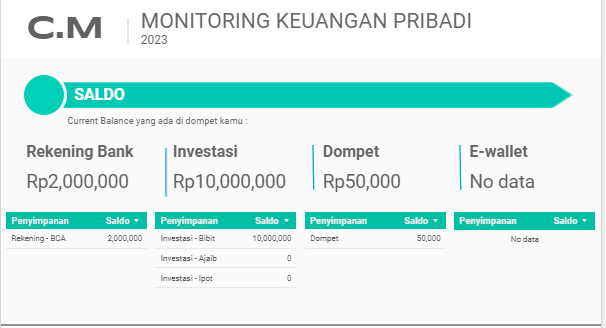 C.M
MONITORING KEUANGAN PRIBADI
2023
SALDO
Current Balance yang ada di dompet kamu :
Rekening Bank
Rp2,000,000
Investasi
Rp10,000,000
Dompet
Rp50,000
E-wallet
No data
Penyimpanan Saldo
Rekening - BCA 2,000,000
Penyimpanan Saldo
Investasi - Bibit 10,000,000
Investasi - Ajaib 0
Investasi - Ipot 0
Penyimpanan Saldo
Dompet 50,000
Penyimpanan Saldo
No data